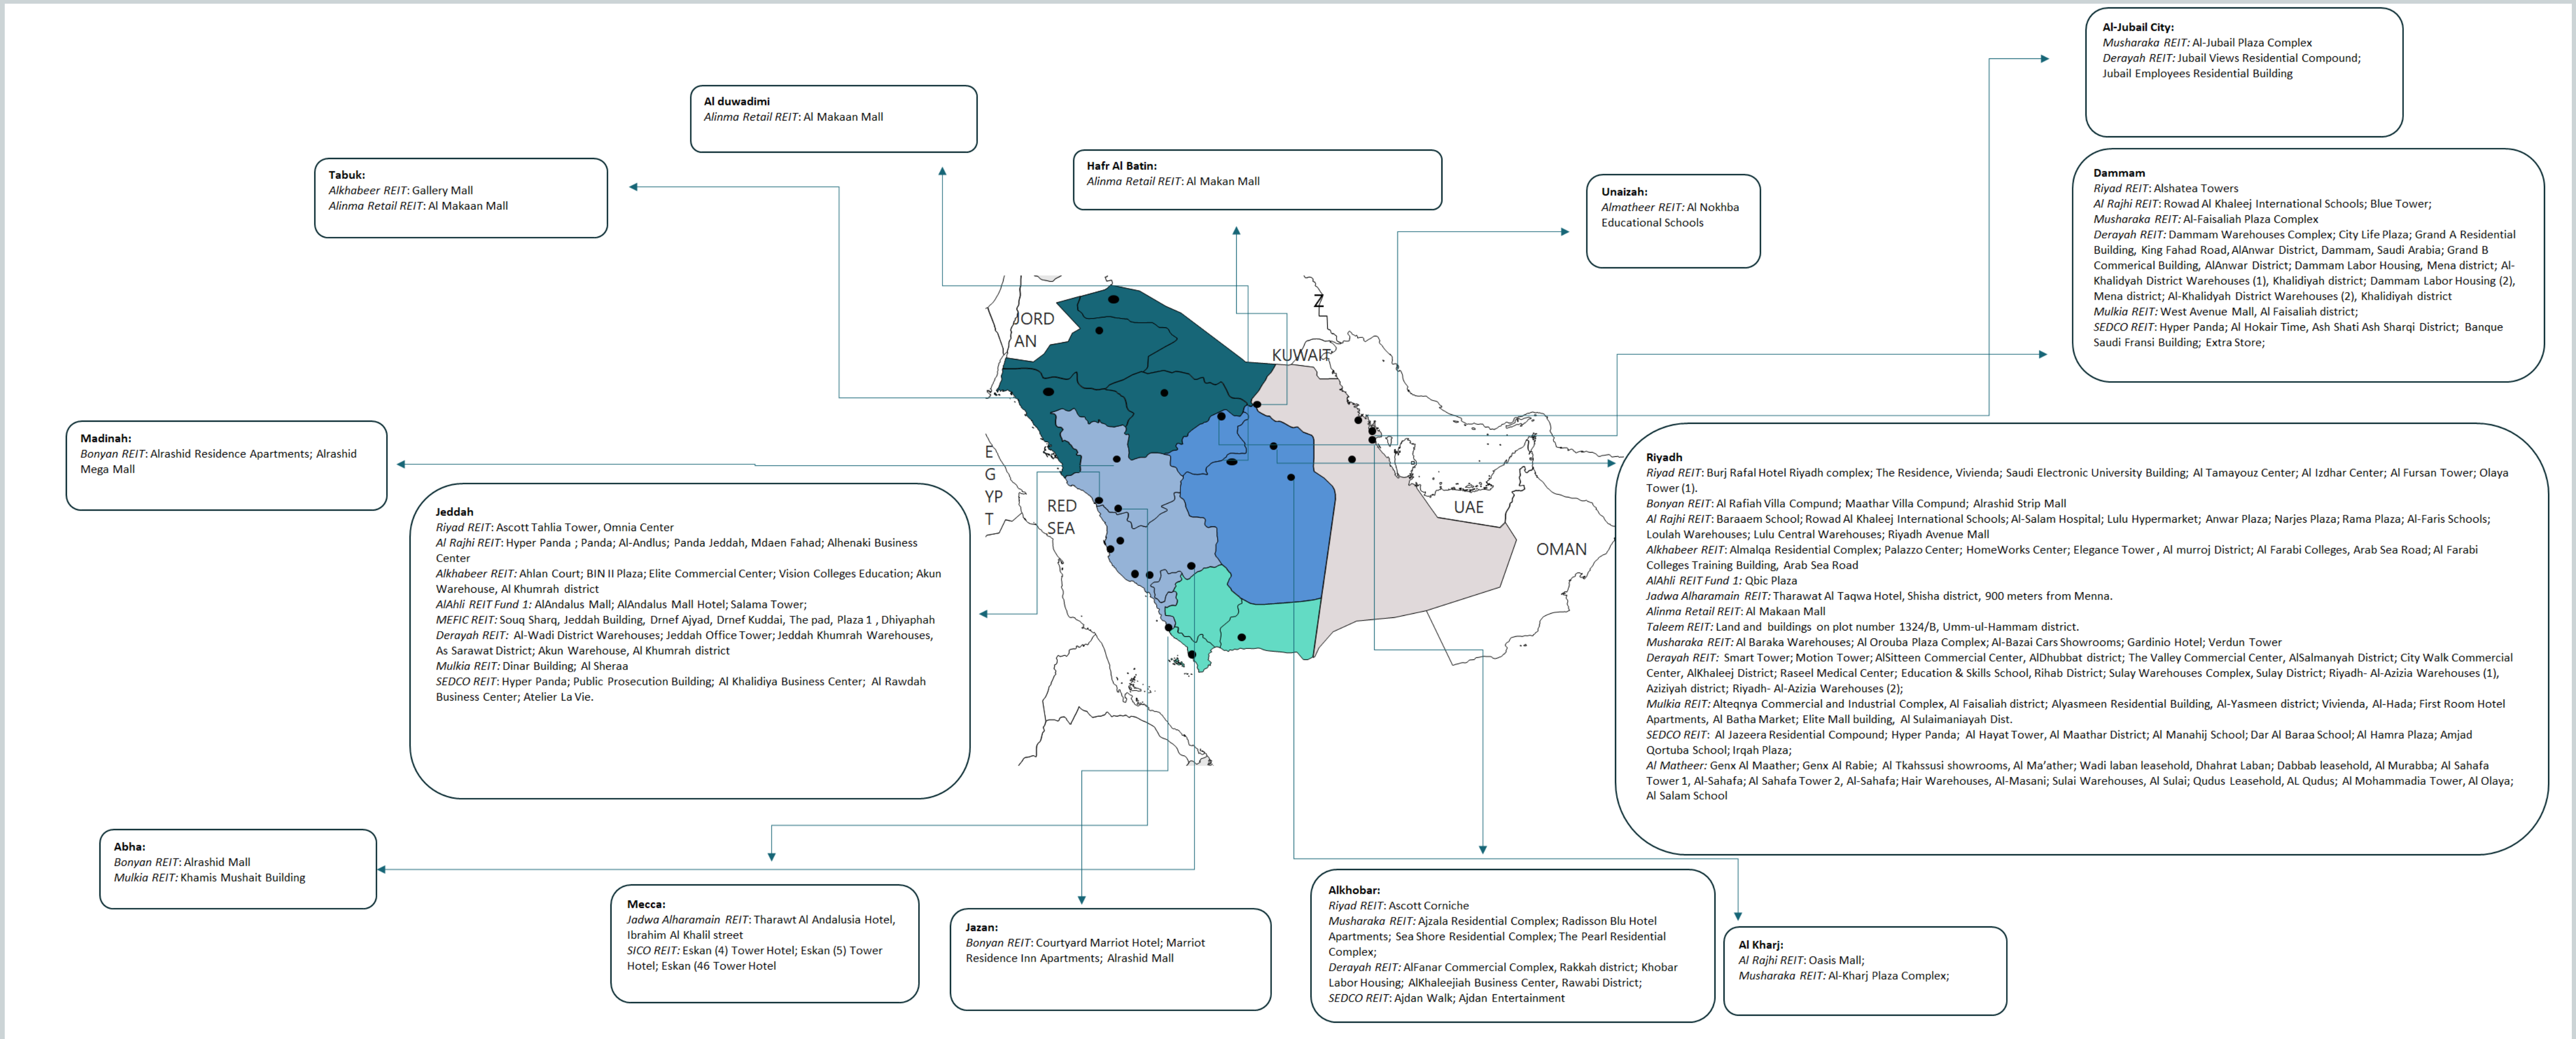 Al-Jubail City:
Musharaka REIT: Al-Jubail Plaza Complex
Derayah REIT: Jubail Views Residential Compound;
Jubail Employees Residential Building
Al duwadimi
Alinma Retail REIT: Al Makaan Mall
Hafr Al Batin:
Alinma Retail REIT: Al Makan Mall
Tabuk:
Alkhabeer REIT: Gallery Mall
Alinma Retail REIT: Al Makaan Mall
Unaizah:
Almatheer REIT: Al Nokhba
Educational Schools
Dammam
Riyad REIT: Alshatea Towers
Al Rajhi REIT: Rowad Al Khaleej International Schools; Blue Tower;
Musharaka REIT: Al-Faisaliah Plaza Complex
Derayah REIT: Dammam Warehouses Complex; City Life Plaza; Grand A Residential
Building, King Fahad Road, AlAnwar District, Dammam, Saudi Arabia; Grand B
Commerical Building, AlAnwar District; Dammam Labor Housing, Mena district; Al-
Khalidyah District Warehouses (1), Khalidiyah district; Dammam Labor Housing (2),
Mena district; Al-Khalidyah District Warehouses (2), Khalidiyah district
Mulkia REIT: West Avenue Mall, Al Faisaliah district;
SEDCO REIT: Hyper Panda; Al Hokair Time, Ash Shati Ash Sharqi District; Banque
Saudi Fransi Building; Extra Store;
Z
JORD
AN
KUWAIT
E
G
YP
T
RED
SEA
UAE
OMAN
Madinah:
Bonyan REIT: Alrashid Residence Apartments; Alrashid
Mega Mall
Jeddah
Riyad REIT: Ascott Tahlia Tower, Omnia Center
Al Rajhi REIT: Hyper Panda ; Panda; Al-Andlus; Panda Jeddah, Mdaen Fahad; Alhenaki Business
Center
Alkhabeer REIT: Ahlan Court; BIN II Plaza; Elite Commercial Center; Vision Colleges Education; Akun
Warehouse, Al Khumrah district
AlAhli REIT Fund 1: AlAndalus Mall; AlAndalus Mall Hotel; Salama Tower;
MEFIC REIT: Souq Sharq, Jeddah Building, Drnef Ajyad, Drnef Kuddai, The pad, Plaza 1 , Dhiyaphah
Derayah REIT: Al-Wadi District Warehouses; Jeddah Office Tower; Jeddah Khumrah Warehouses,
As Sarawat District; Akun Warehouse, Al Khumrah district
Mulkia REIT: Dinar Building; Al Sheraa
SEDCO REIT: Hyper Panda; Public Prosecution Building; Al Khalidiya Business Center; Al Rawdah
Business Center; Atelier La Vie.
Riyadh
Riyad REIT: Burj Rafal Hotel Riyadh complex; The Residence, Vivienda; Saudi Electronic University Building; Al Tamayouz Center; Al Izdhar Center; Al Fursan Tower; Olaya
Tower (1).
Bonyan REIT: Al Rafiah Villa Compund; Maathar Villa Compund; Alrashid Strip Mall
Al Rajhi REIT: Baraaem School; Rowad Al Khaleej International Schools; Al-Salam Hospital; Lulu Hypermarket; Anwar Plaza; Narjes Plaza; Rama Plaza; Al-Faris Schools;
Loulah Warehouses; Lulu Central Warehouses; Riyadh Avenue Mall
Alkhabeer REIT: Almalqa Residential Complex; Palazzo Center; HomeWorks Center; Elegance Tower , Al murroj District; Al Farabi Colleges, Arab Sea Road; Al Farabi
Colleges Training Building, Arab Sea Road
AlAhli REIT Fund 1: Qbic Plaza
Jadwa Alharamain REIT: Tharawat Al Taqwa Hotel, Shisha district, 900 meters from Menna.
Alinma Retail REIT: Al Makaan Mall
Taleem REIT: Land and buildings on plot number 1324/B, Umm-ul-Hammam district.
Musharaka REIT: Al Baraka Warehouses; Al Orouba Plaza Complex; Al-Bazai Cars Showrooms; Gardinio Hotel; Verdun Tower
Derayah REIT: Smart Tower; Motion Tower; AlSitteen Commercial Center, AlDhubbat district; The Valley Commercial Center, AlSalmanyah District; City Walk Commercial
Center, AlKhaleej District; Raseel Medical Center; Education & Skills School, Rihab District; Sulay Warehouses Complex, Sulay District; Riyadh- Al-Azizia Warehouses (1),
Aziziyah district; Riyadh- Al-Azizia Warehouses (2);
Mulkia REIT: Alteqnya Commercial and Industrial Complex, Al Faisaliah district; Alyasmeen Residential Building, Al-Yasmeen district; Vivienda, Al-Hada; First Room Hotel
Apartments, Al Batha Market; Elite Mall building, Al Sulaimaniayah Dist.
SEDCO REIT: Al Jazeera Residential Compound; Hyper Panda; Al Hayat Tower, Al Maathar District; Al Manahij School; Dar Al Baraa School; Al Hamra Plaza; Amjad
Qortuba School; Irqah Plaza;
Al Matheer: Genx Al Maather; Genx Al Rabie; Al Tkahssusi showrooms, Al Ma'ather; Wadi laban leasehold, Dhahrat Laban; Dabbab leasehold, Al Murabba; Al Sahafa
Tower 1, Al-Sahafa; Al Sahafa Tower 2, Al-Sahafa; Hair Warehouses, Al-Masani; Sulai Warehouses, Al Sulai; Qudus Leasehold, AL Qudus; Al Mohammadia Tower, Al Olaya;
Al Salam School
Abha:
Bonyan REIT: Alrashid Mall
Mulkia REIT: Khamis Mushait Building
Mecca:
Jadwa Alharamain REIT: Tharawt Al Andalusia Hotel,
Ibrahim Al Khalil street
SICO REIT: Eskan (4) Tower Hotel; Eskan (5) Tower
Hotel; Eskan (46 Tower Hotel
Jazan:
Bonyan REIT: Courtyard Marriot Hotel; Marriot
Residence Inn Apartments; Alrashid Mall
Alkhobar:
Riyad REIT: Ascott Corniche
Musharaka REIT: Ajzala Residential Complex; Radisson Blu Hotel
Apartments; Sea Shore Residential Complex; The Pearl Residential
Complex;
Derayah REIT: AlFanar Commercial Complex, Rakkah district; Khobar
Labor Housing; AlKhaleejiah Business Center, Rawabi District;
SEDCO REIT: Ajdan Walk; Ajdan Entertainment
Al Kharj:
Al Rajhi REIT: Oasis Mall;
Musharaka REIT: Al-Kharj Plaza Complex;